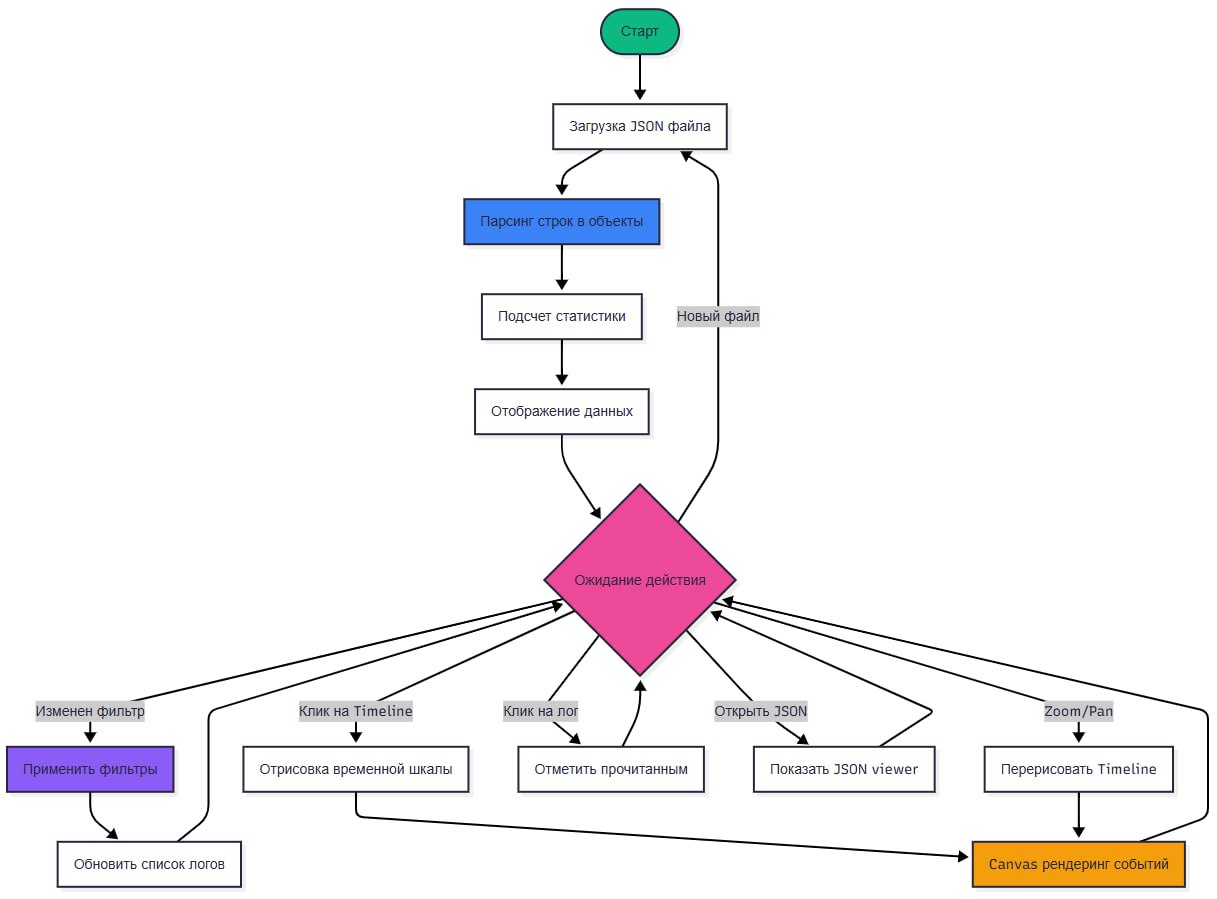 Старт
Загрузка JSON файла
Парсинг строк в объекты
Подсчет статистики
Новый файл
Отображение данных
Ожидание действия
Изменен фильтр
Клик на Timeline
Клик на лог
Открыть JSON
Zoom/Pan
Применить фильтры
Отрисовка временной шкалы
Отметить прочитанным
Показать JSON viewer
Перерисовать Timeline
Обновить список логов
Canvas рендеринг событий